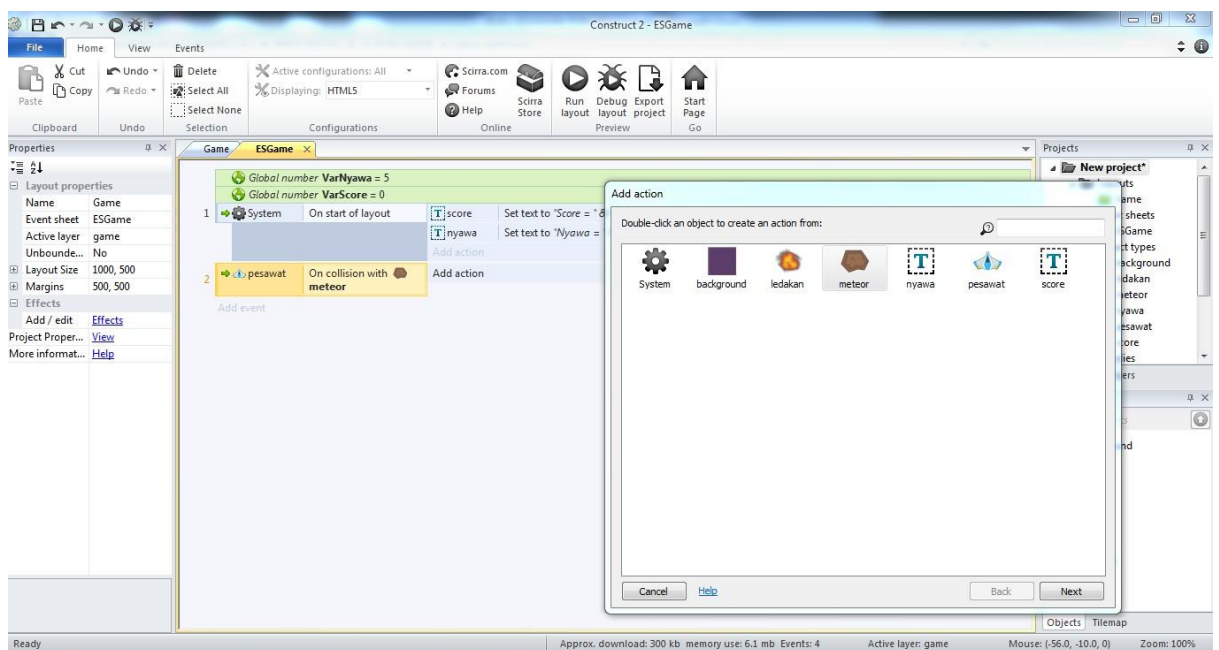 Construct 2 - ESGame
File Home View Events
Cut
Copy
Paste
Clipboard
Undo
Redo
Undo
Delete
Select All
Select None
Selection
Active configurations: All
Displaying: HTML5
Configurations
Scirra.com
Forums
Help
Scirra Store
Online
Run layout
Debug layout
Export project
Preview
Start Page
Go
Properties
Layout properties
Name Game
Event sheet ESGame
Active layer game
Unbounde... No
Layout Size 1000, 500
Margins 500, 500
Effects
Add / edit Effects
Project Proper... View
More informat... Help
Game ESGame
Global number VarNyawa = 5
Global number VarScore = 0
1 System On start of layout T score Set text to "Score = " &
T nyawa Set text to "Nyawa =
Add action
2 pesawat On collision with meteor Add action
Add event
Add action
Double-click an object to create an action from:
System background ledakan meteor nyawa pesawat score
Cancel Help Back Next
Projects
New project*
Objects Tilemap
Ready Approx. download: 300 kb memory use: 6.1 mb Events: 4 Active layer: game Mouse: (-56.0, -10.0, 0) Zoom: 100%